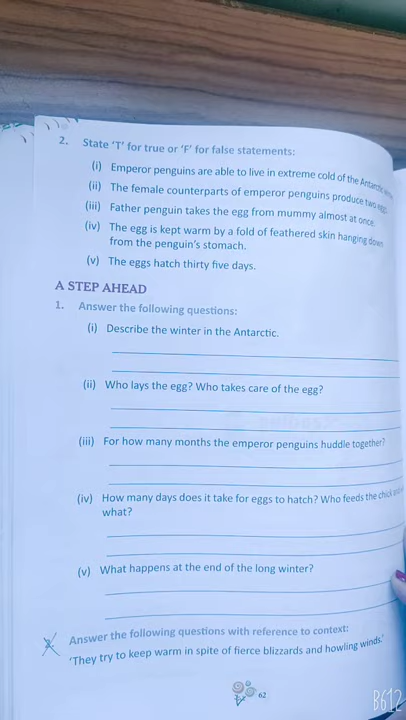 2. State ‘T’ for true or ‘F’ for false statements:
(i) Emperor penguins are able to live in extreme cold of the Antarctic
(ii) The female counterparts of emperor penguins produce two
(iii) Father penguin takes the egg from mummy almost at once
(iv) The egg is kept warm by a fold of feathered skin hanging down
from the penguin’s stomach.
(v) The eggs hatch thirty five days.
A STEP AHEAD
1. Answer the following questions:
(i) Describe the winter in the Antarctic.
(ii) Who lays the egg? Who takes care of the egg?
(iii) For how many months the emperor penguins huddle together?
(iv) How many days does it take for eggs to hatch? Who feeds the chick
what?
(v) What happens at the end of the long winter?
2. Answer the following questions with reference to context:
‘They try to keep warm in spite of fierce blizzards and howling winds.’
62
B612